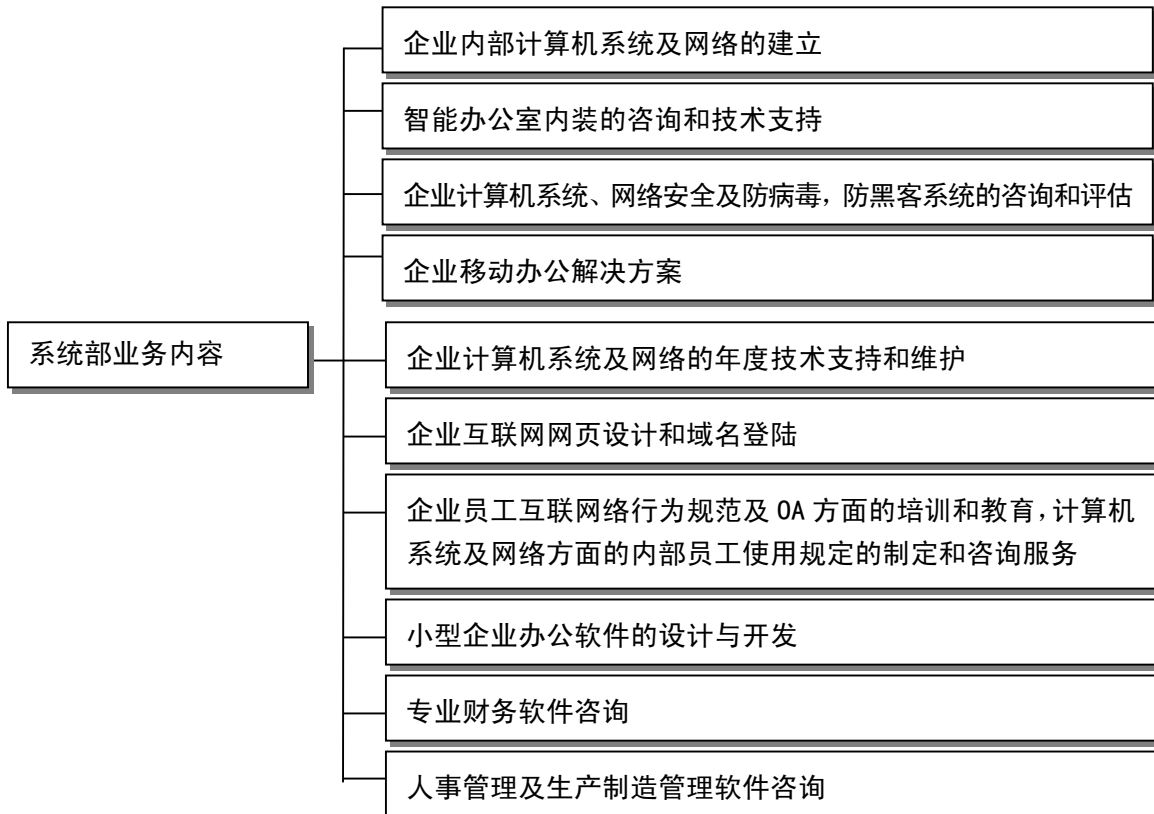 企业内部计算机系统及网络的建立
智能办公室内装的咨询和技术支持
企业计算机系统、网络安全及防病毒，防黑客系统的咨询和评估
企业移动办公解决方案
系统部业务内容
企业计算机系统及网络的年度技术支持和维护
企业互联网网页设计和域名登陆
企业员工互联网络行为规范及 OA 方面的培训和教育，计算机
系统及网络方面的内部员工使用规定的制定和咨询服务
小型企业办公软件的设计与开发
专业财务软件咨询
人事管理及生产制造管理软件咨询